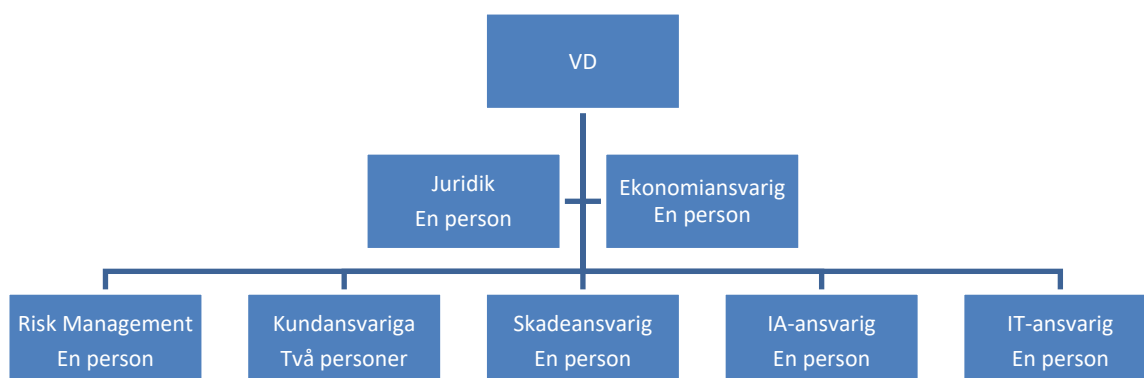 VD
Juridik
En person
Ekonomiansvarig
En person
Risk Management
En person
Kundansvariga
Två personer
Skadeansvarig
En person
IA-ansvarig
En person
IT-ansvarig
En person